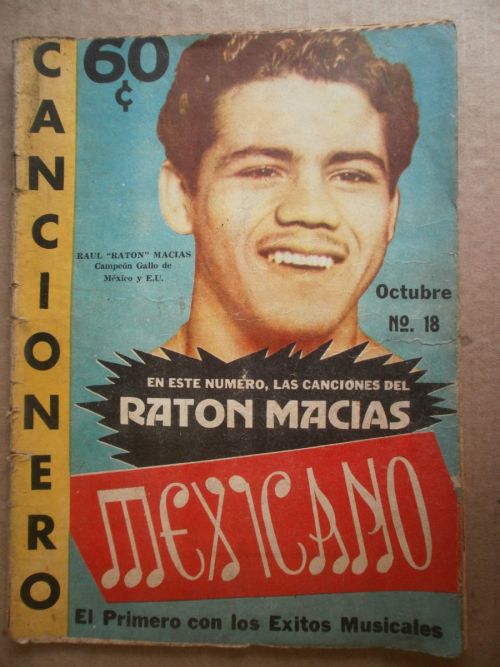 CANCIONERO
60 ¢
RAUL "RATON" MACIAS
Campeón Gallo de
México y E.U.
Octubre
No. 18
EN ESTE NUMERO, LAS CANCIONES DEL
RATON MACIAS
MEXICANO
El Primero con los Exitos Musicales